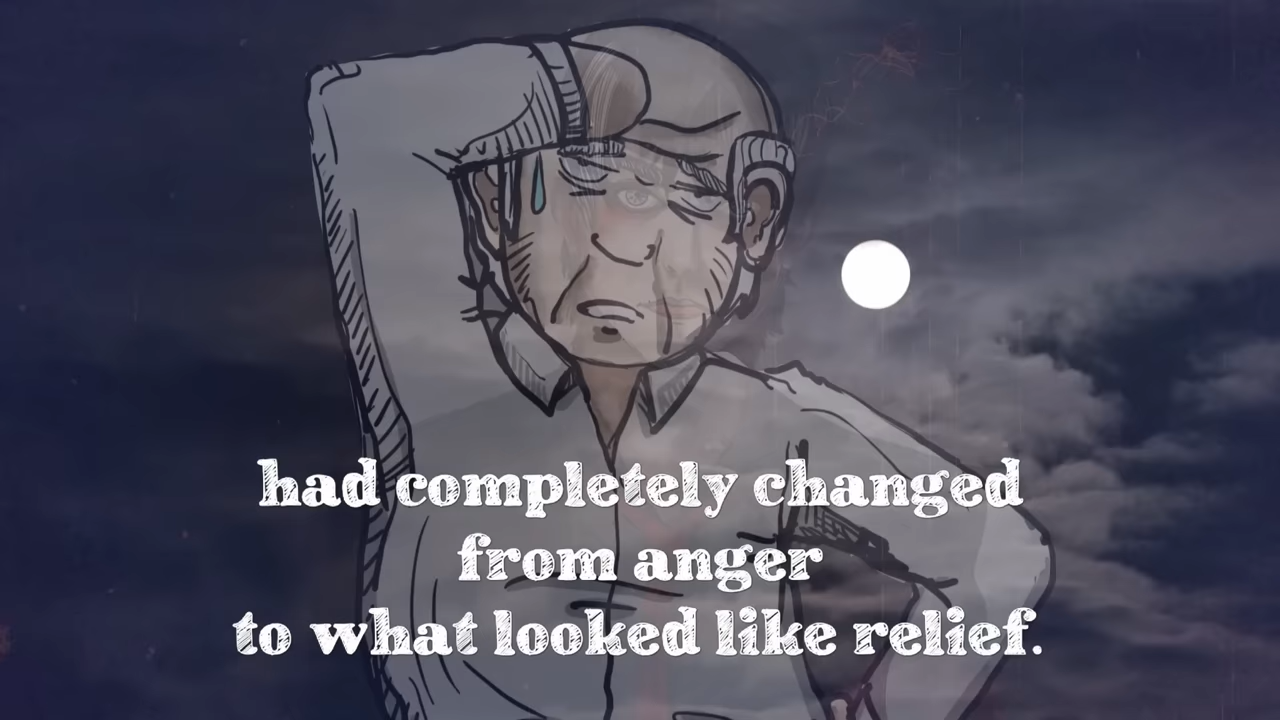 had completely changed
from anger
to what looked like relief.